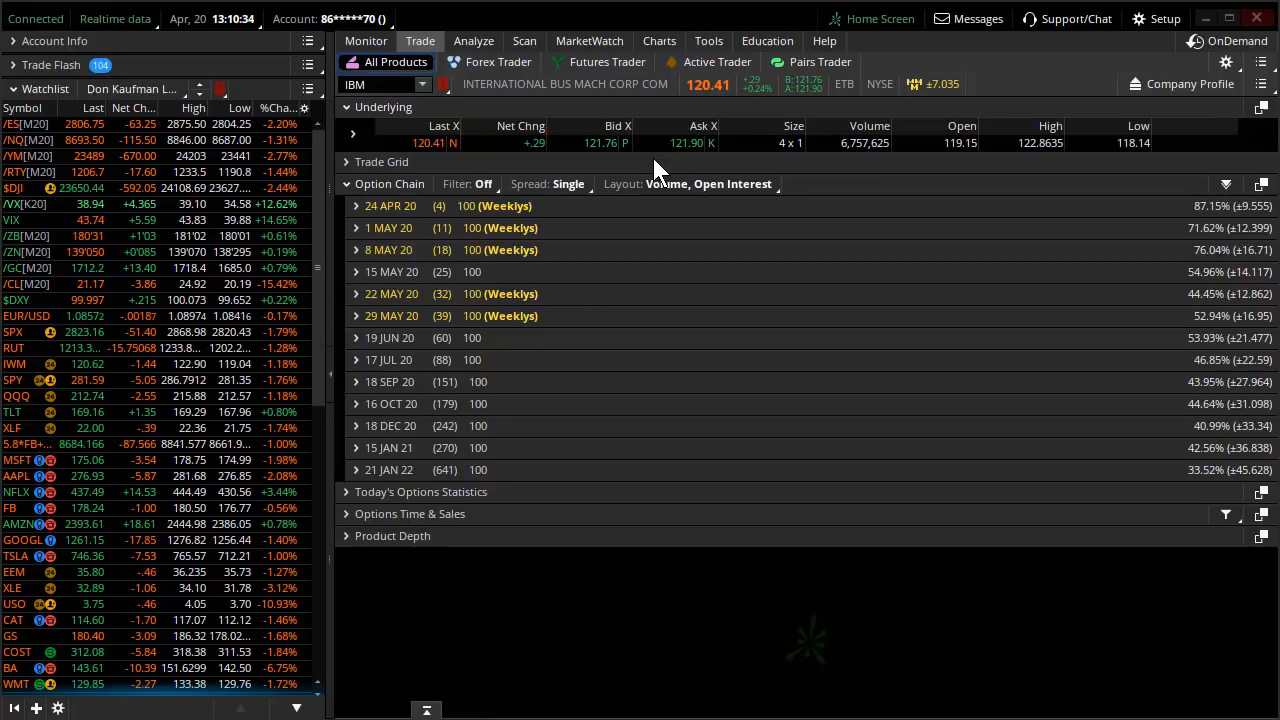 Connected Realtime data Apr, 20 13:10:34 Account: 86*****70 () Home Screen Messages Support/Chat Setup
Account Info
Trade Flash 104
Watchlist Don Kaufman L...
Symbol Last Net Ch... High Low %Cha...
/ES[M20] 2806.75 -63.25 2875.50 2804.25 -2.20%
/NQ[M20] 8693.50 -115.50 8846.00 8687.00 -1.31%
/YM[M20] 23489 -670.00 24203 23471 -2.77%
/RTY[M20] 1206.7 -17.60 1233.5 1190.8 -1.44%
$DJI 23650.44 -592.05 24108.69 23627.... -2.44%
/VX[K20] 38.94 +4.365 39.10 34.58 +12.62%
VIX 43.74 +5.59 43.83 39.88 +14.65%
/ZB[M20] 180'31 +1'03 181'02 180'01 +0.61%
/ZN[M20] 139'050 +0'085 139'070 138'295 +0.19%
/GC[M20] 1712.2 +13.40 1718.4 1685.0 +0.79%
/CL[M20] 21.17 -3.86 24.92 20.19 -15.42%
$DXY 99.997 +.215 100.073 99.652 +0.22%
EUR/USD 1.08572 -.00187 1.08974 1.08416 -0.17%
SPX 2823.16 -51.40 2868.98 2820.43 -1.79%
RUT 1213.3... -15.75068 1233.8... 1202.2... -1.28%
IWM 24 120.62 -1.44 122.90 119.04 -1.18%
SPY 24 281.59 -5.05 286.7912 281.35 -1.76%
QQQ 24 212.74 -2.55 215.88 212.57 -1.18%
TLT 24 169.16 +1.35 169.29 167.96 +0.80%
XLF 24 22.00 -.39 22.36 21.75 -1.74%
5.8*FB+... 8684.166 -87.566 8841.577 8661.9... -1.00%
MSFT 175.06 -3.54 178.75 174.99 -1.98%
AAPL 276.93 -5.87 281.68 276.85 -2.08%
NFLX 437.49 +14.53 444.49 430.56 +3.44%
FB 178.24 -1.00 180.50 176.77 -0.56%
AMZN 2393.61 +18.61 2444.98 2386.05 +0.78%
GOOGL 1261.15 -17.85 1276.82 1256.44 -1.40%
TSLA 746.36 -7.53 765.57 712.21 -1.00%
EEM 24 35.80 -.46 36.235 35.73 -1.27%
XLE 24 32.89 -1.06 34.10 31.78 -3.12%
USO 24 3.75 -.46 4.05 3.70 -10.93%
CAT 114.60 -1.70 117.07 112.12 -1.46%
GS 180.40 -3.09 186.32 178.02... -1.68%
COST 312.08 -5.84 318.38 311.53 -1.84%
BA 143.61 -10.39 151.6299 142.50 -6.75%
WMT 129.85 -2.27 133.38 129.76 -1.72%
Monitor Trade Analyze Scan MarketWatch Charts Tools Education Help OnDemand
All Products Forex Trader Futures Trader Active Trader Pairs Trader
IBM INTERNATIONAL BUS MACH CORP COM 120.41 +.29 +0.24% B: 121.76 A: 121.90 ETB NYSE ±7.035 Company Profile
Underlying
Last X Net Chng Bid X Ask X Size Volume Open High Low
120.41 N +.29 121.76 P 121.90 K 4 x 1 6,757,625 119.15 122.8635 118.14
Trade Grid
Option Chain Filter: Off Spread: Single Layout: Volume, Open Interest
24 APR 20 (4) 100 (Weeklys) 87.15% (±9.555)
1 MAY 20 (11) 100 (Weeklys) 71.62% (±12.399)
8 MAY 20 (18) 100 (Weeklys) 76.04% (±16.71)
15 MAY 20 (25) 100 54.96% (±14.117)
22 MAY 20 (32) 100 (Weeklys) 44.45% (±12.862)
29 MAY 20 (39) 100 (Weeklys) 52.94% (±16.95)
19 JUN 20 (60) 100 53.93% (±21.477)
17 JUL 20 (88) 100 46.85% (±22.59)
18 SEP 20 (151) 100 43.95% (±27.964)
16 OCT 20 (179) 100 44.64% (±31.098)
18 DEC 20 (242) 100 40.99% (±33.34)
15 JAN 21 (270) 100 42.56% (±36.838)
21 JAN 22 (641) 100 33.52% (±45.628)
Today's Options Statistics
Options Time & Sales
Product Depth